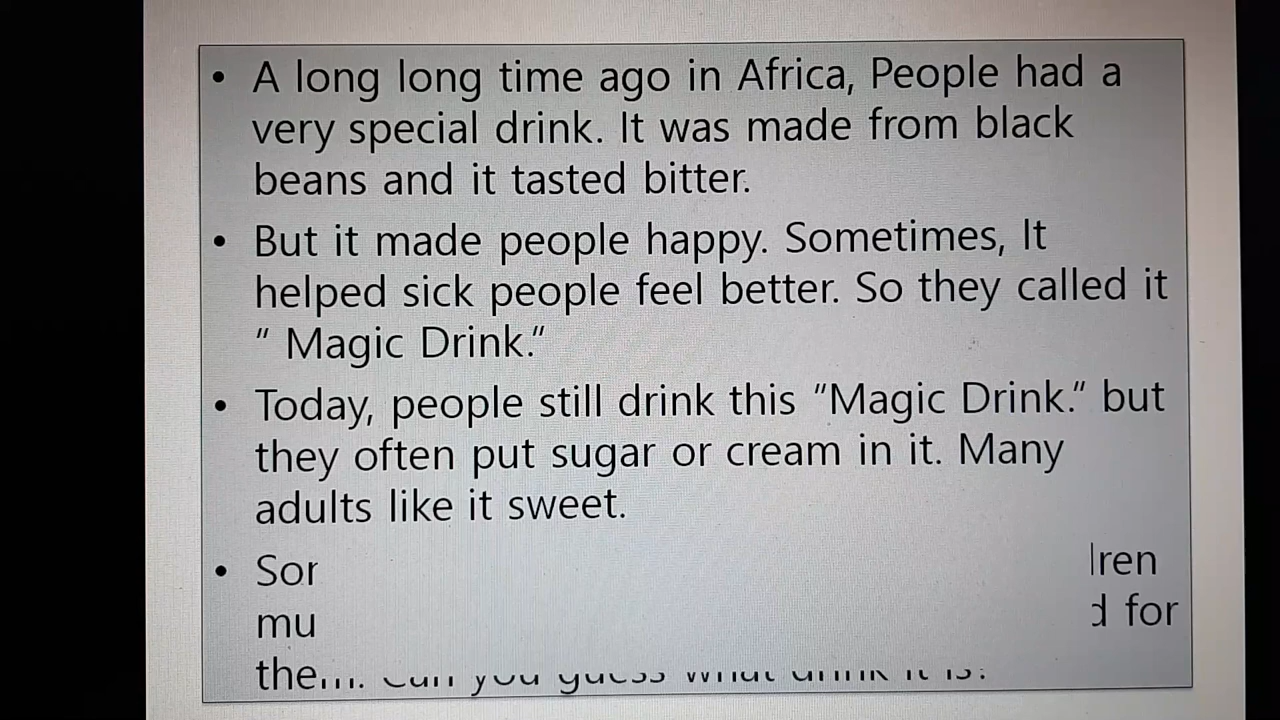 • A long long time ago in Africa, People had a
very special drink. It was made from black
beans and it tasted bitter.
• But it made people happy. Sometimes, It
helped sick people feel better. So they called it
“ Magic Drink.”
• Today, people still drink this “Magic Drink.” but
they often put sugar or cream in it. Many
adults like it sweet.
•
for